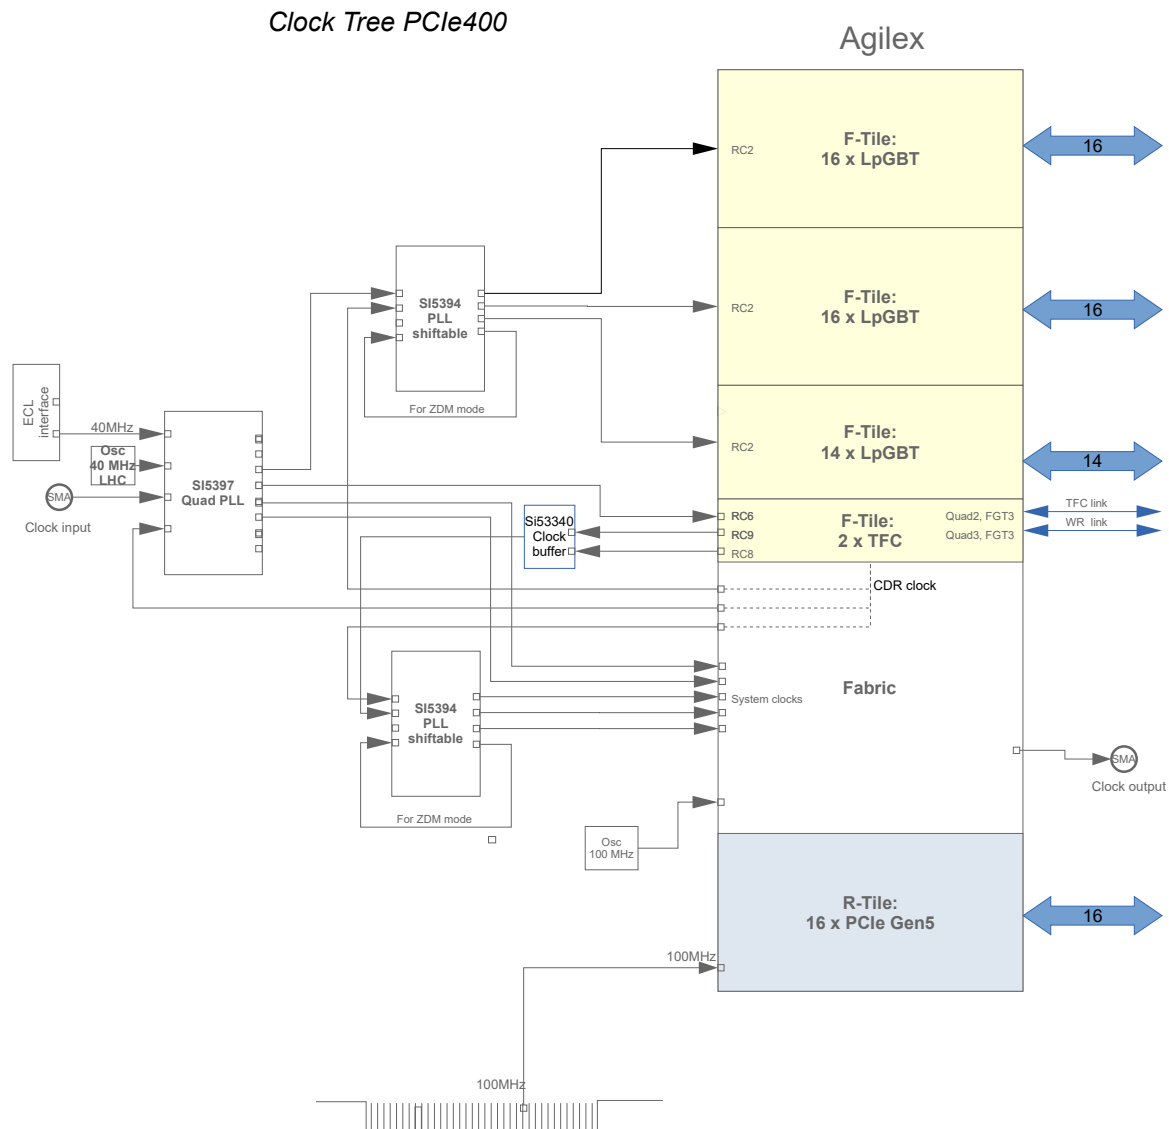 Clock Tree PCIe400
Agilex
F-Tile:
16 x LpGBT
RC2
16
F-Tile:
16 x LpGBT
RC2
16
SI5394
PLL
shiftable
For ZDM mode
F-Tile:
14 x LpGBT
RC2
14
ECL
interface
40MHz
Osc
40 MHz
LHC
SMA
Clock input
SI5397
Quad PLL
Si53340
Clock
buffer
RC6
RC9
RC8
F-Tile:
2 x TFC
Quad2, FGT3
Quad3, FGT3
TFC link
WR link
CDR clock
Fabric
System clocks
SI5394
PLL
shiftable
For ZDM mode
SMA
Clock output
Osc
100 MHz
R-Tile:
16 x PCIe Gen5
16
100MHz
100MHz